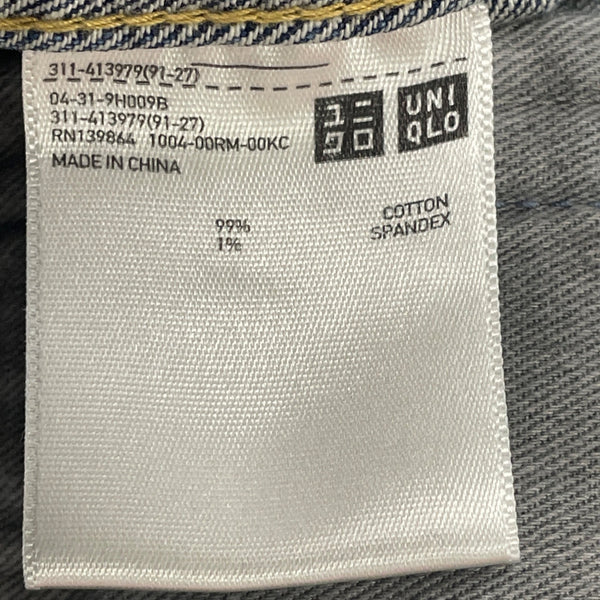 311-413979(91-27)
04-31-9H009B
311-413979(91-27)
RN139864 1004-00RM-00KC
MADE IN CHINA
ユニ
クロ
UNI
QLO
99% COTTON
1% SPANDEX